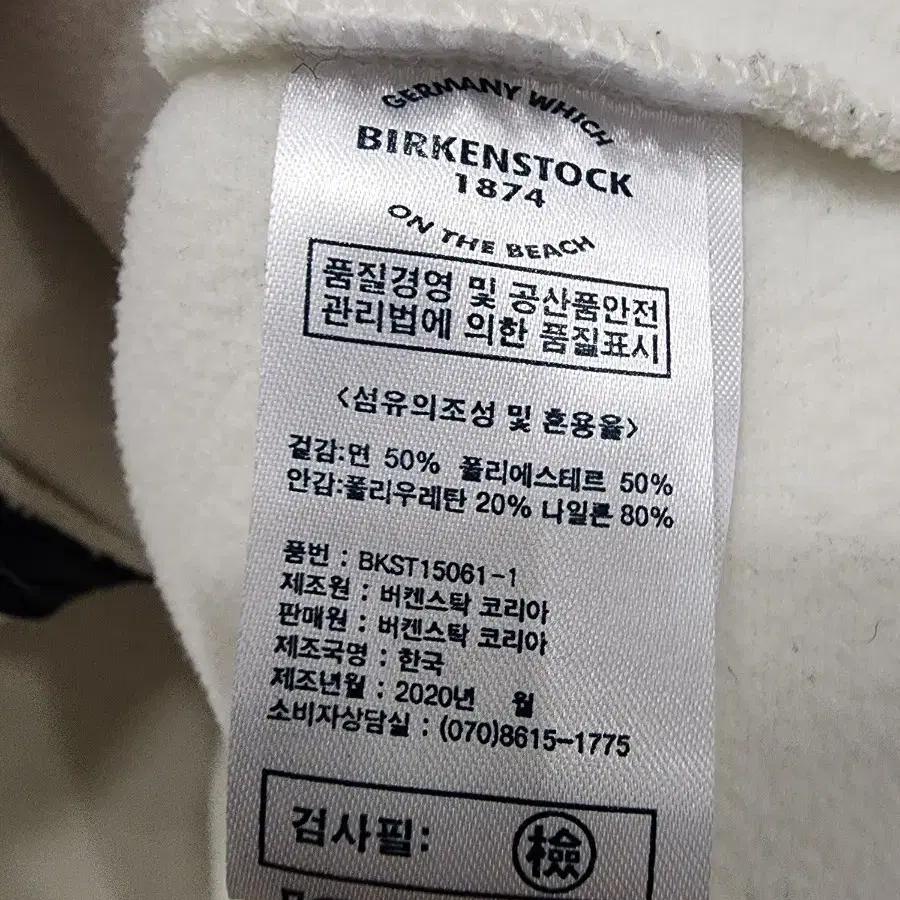 GERMANY WHICH
BIRKENSTOCK
1874
ON THE BEACH
품질경영 및 공산품안전
관리법에 의한 품질표시
<섬유의조성 및 혼용율>
겉감:면 50% 폴리에스테르 50%
안감:폴리우레탄 20% 나일론 80%
품번 : BKST15061-1
제조원 : 버켄스탁 코리아
판매원 : 버켄스탁 코리아
제조국명 : 한국
제조년월 : 2020년 월
소비자상담실 : (070)8615-1775
검사필: 檢